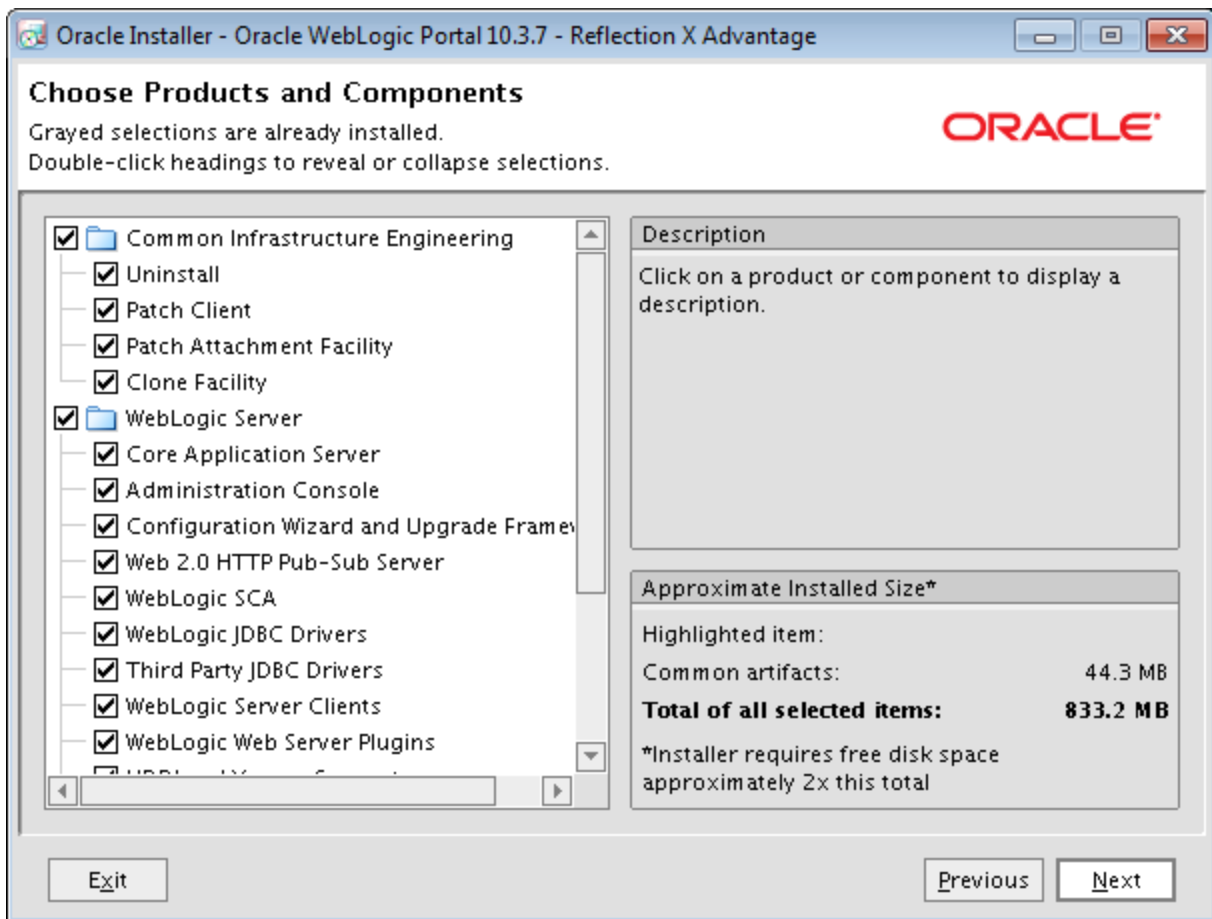 Oracle Installer - Oracle WebLogic Portal 10.3.7 - Reflection X Advantage
Choose Products and Components
Grayed selections are already installed.
Double-click headings to reveal or collapse selections.
ORACLE
Common Infrastructure Engineering
Uninstall
Patch Client
Patch Attachment Facility
Clone Facility
WebLogic Server
Core Application Server
Administration Console
Configuration Wizard and Upgrade
Web 2.0 HTTP Pub-Sub Server
WebLogic SCA
WebLogic JDBC Drivers
Third Party JDBC Drivers
WebLogic Server Clients
WebLogic Web Server Plugins
Description
Click on a product or component to display a
description.
Approximate Installed Size*
Highlighted item:
Common artifacts: 44.3 MB
Total of all selected items: 833.2 MB
*Installer requires free disk space
approximately 2x this total
Exit
Previous
Next